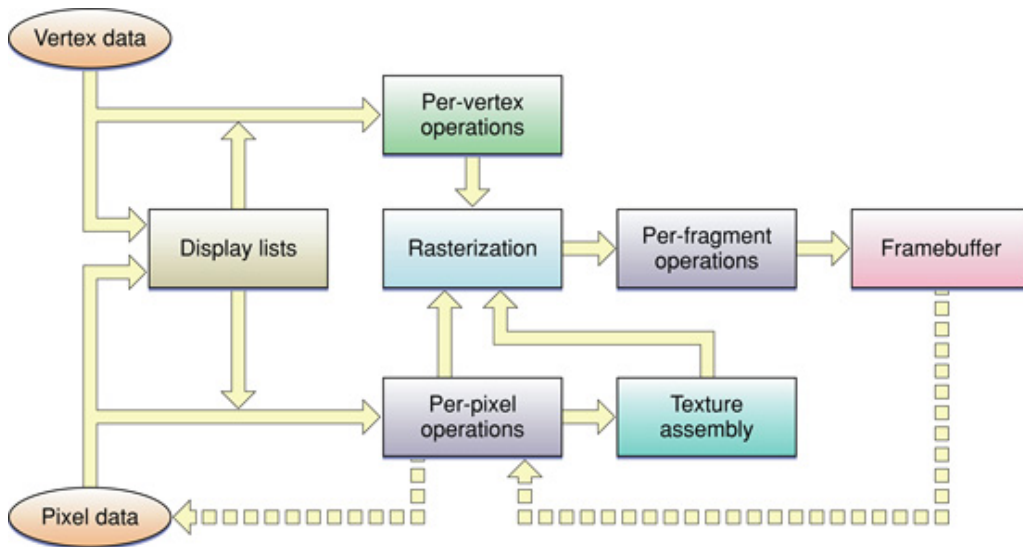 Vertex data
Per-vertex
operations
Display lists
Rasterization
Per-fragment
operations
Framebuffer
Per-pixel
operations
Texture
assembly
Pixel data